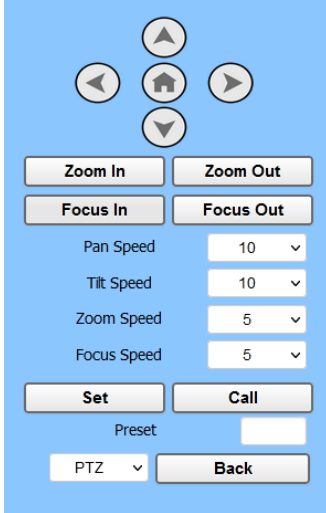 Zoom In Zoom Out
Focus In Focus Out
Pan Speed 10
Tilt Speed 10
Zoom Speed 5
Focus Speed 5
Set Call
Preset
PTZ Back